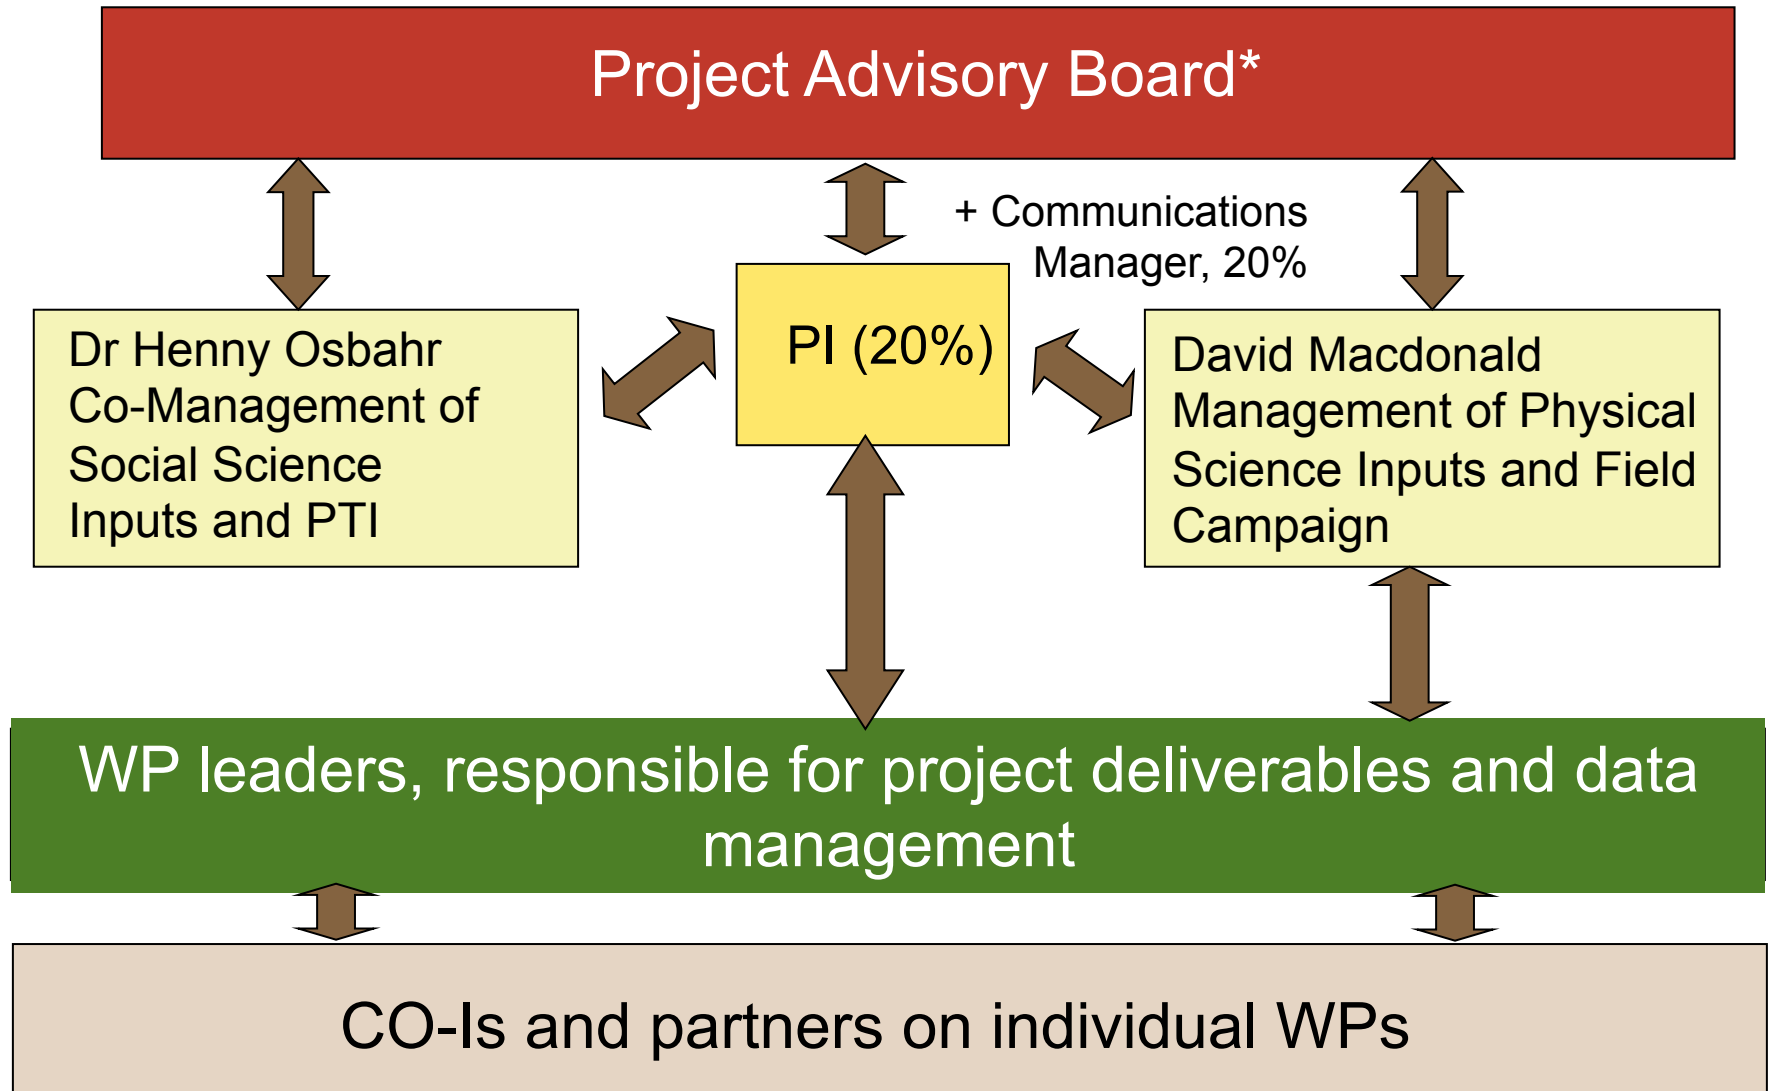 Project Advisory Board*
+ Communications
Manager, 20%
Dr Henny Osbahr
Co-Management of
Social Science
Inputs and PTI
PI (20%)
David Macdonald
Management of Physical
Science Inputs and Field
Campaign
WP leaders, responsible for project deliverables and data
management
CO-Is and partners on individual WPs